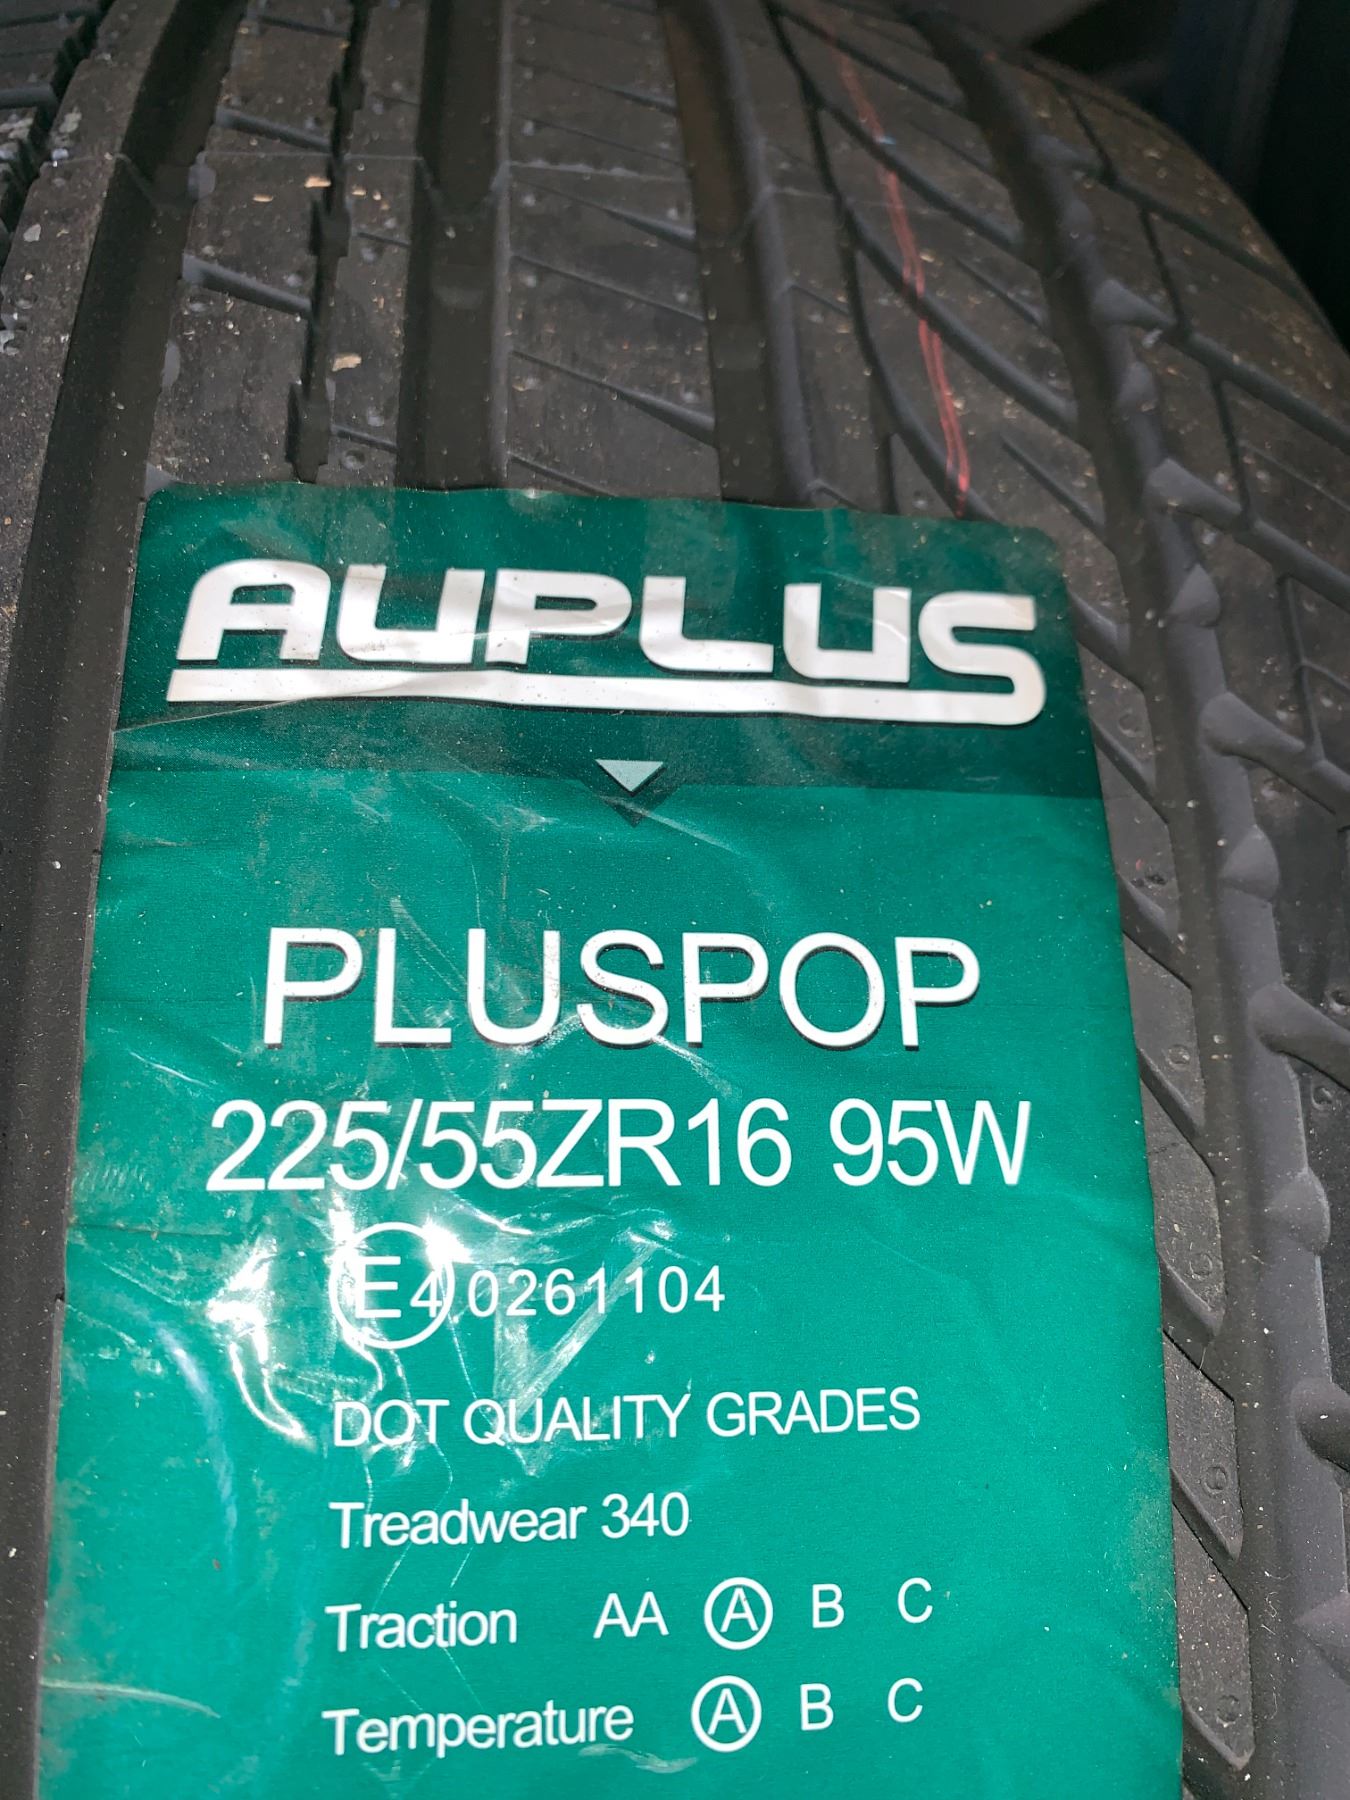 AUPLUS
PLUSPOP
225/55ZR16 95W
E4 0261104
DOT QUALITY GRADES
Treadwear 340
Traction AA A B C
Temperature A B C